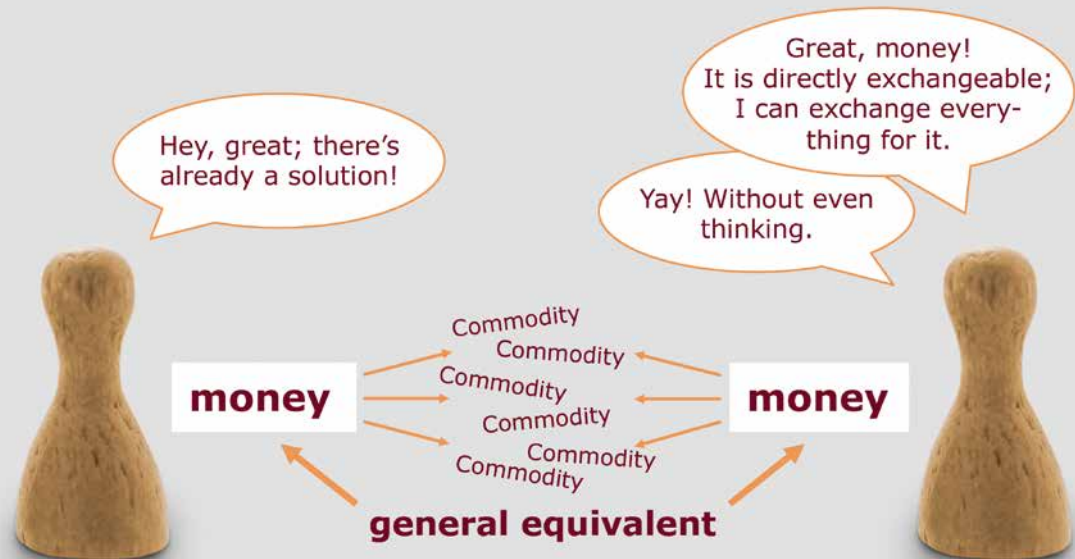 Great, money!
It is directly exchangeable;
I can exchange every-
thing for it.
Hey, great; there's
already a solution!
Yay! Without even
thinking.
Commodity
Commodity
Commodity
Commodity
Commodity
Commodity
money
money
general equivalent